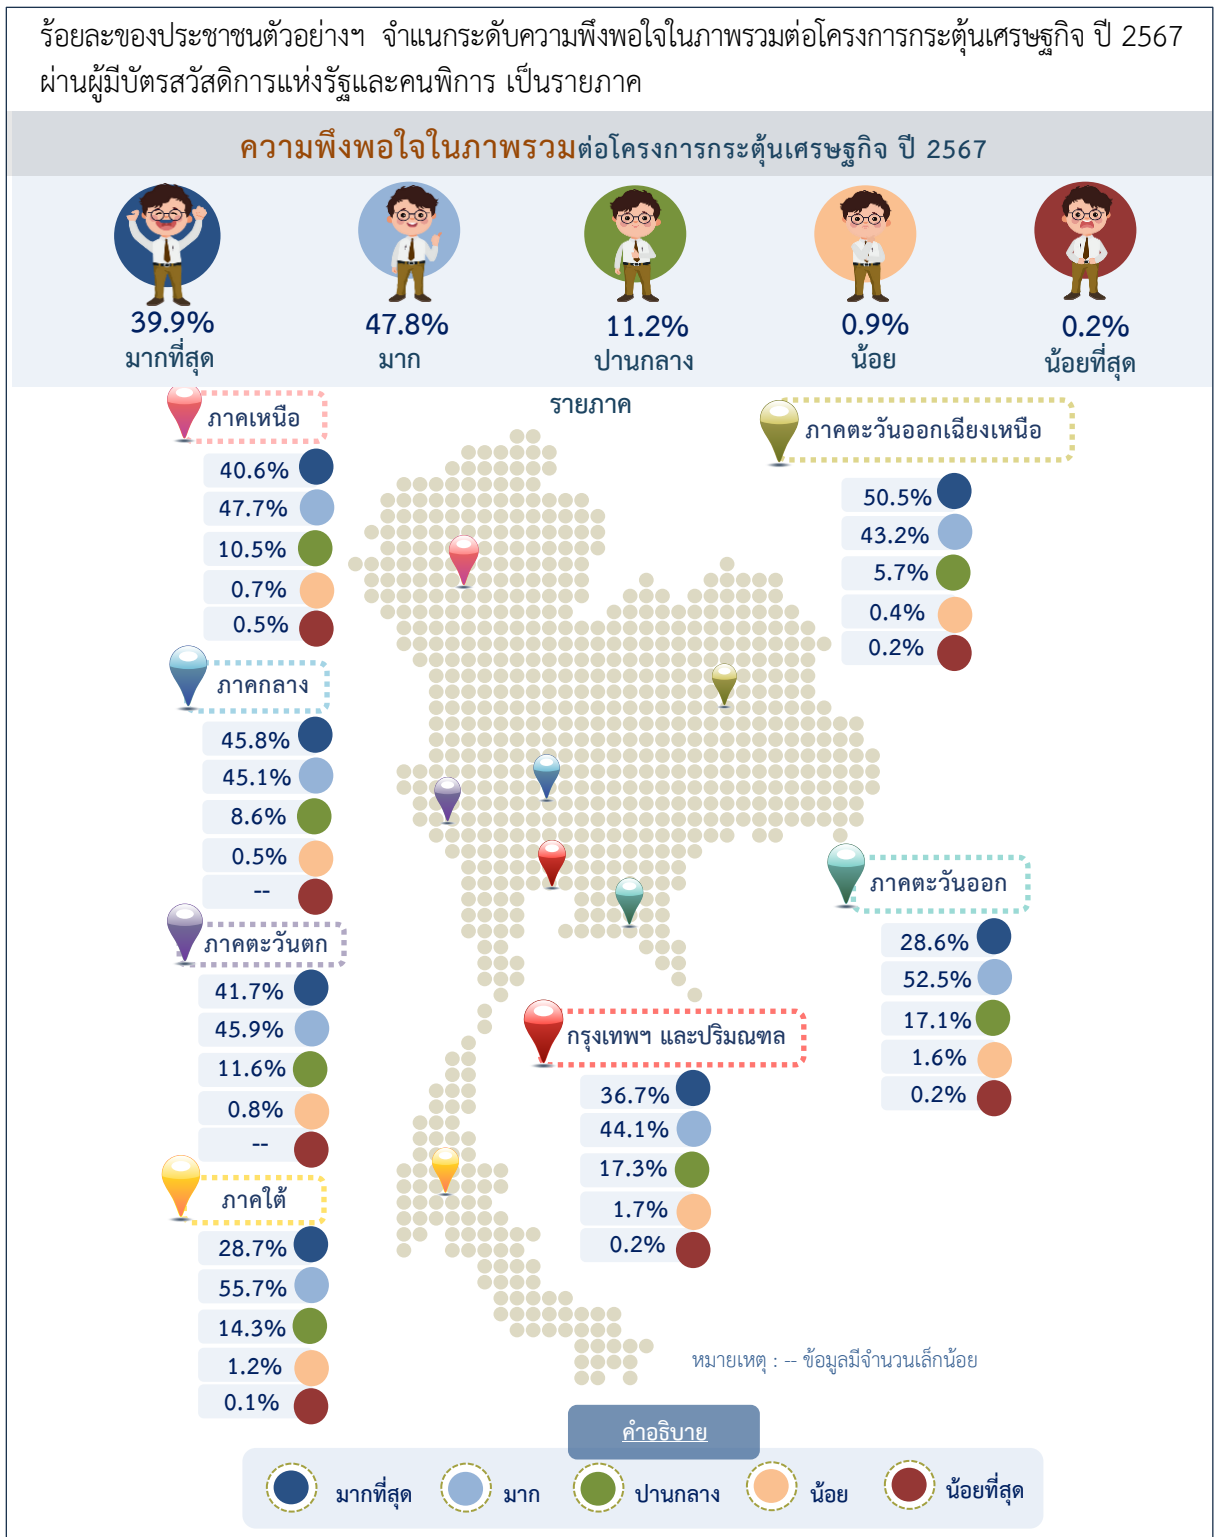 ร้อยละของประชาชนตัวอย่างฯ จำแนกระดับความพึงพอใจในภาพรวมต่อโครงการกระตุ้นเศรษฐกิจ ปี 2567
ผ่านผู้มีบัตรสวัสดิการแห่งรัฐและคนพิการ เป็นรายภาค
ความพึงพอใจในภาพรวมต่อโครงการกระตุ้นเศรษฐกิจ ปี 2567
39.9%
มากที่สุด
47.8%
มาก
11.2%
ปานกลาง
0.9%
น้อย
0.2%
น้อยที่สุด
รายภาค
ภาคเหนือ
40.6%
47.7%
10.5%
0.7%
0.5%
ภาคตะวันออกเฉียงเหนือ
50.5%
43.2%
5.7%
0.4%
0.2%
ภาคกลาง
45.8%
45.1%
8.6%
0.5%
--
ภาคตะวันออก
28.6%
52.5%
17.1%
1.6%
0.2%
ภาคตะวันตก
41.7%
45.9%
11.6%
0.8%
--
กรุงเทพฯ และปริมณฑล
36.7%
44.1%
17.3%
1.7%
0.2%
ภาคใต้
28.7%
55.7%
14.3%
1.2%
0.1%
หมายเหตุ : -- ข้อมูลมีจำนวนเล็กน้อย
คำอธิบาย
มากที่สุด มาก ปานกลาง น้อย น้อยที่สุด